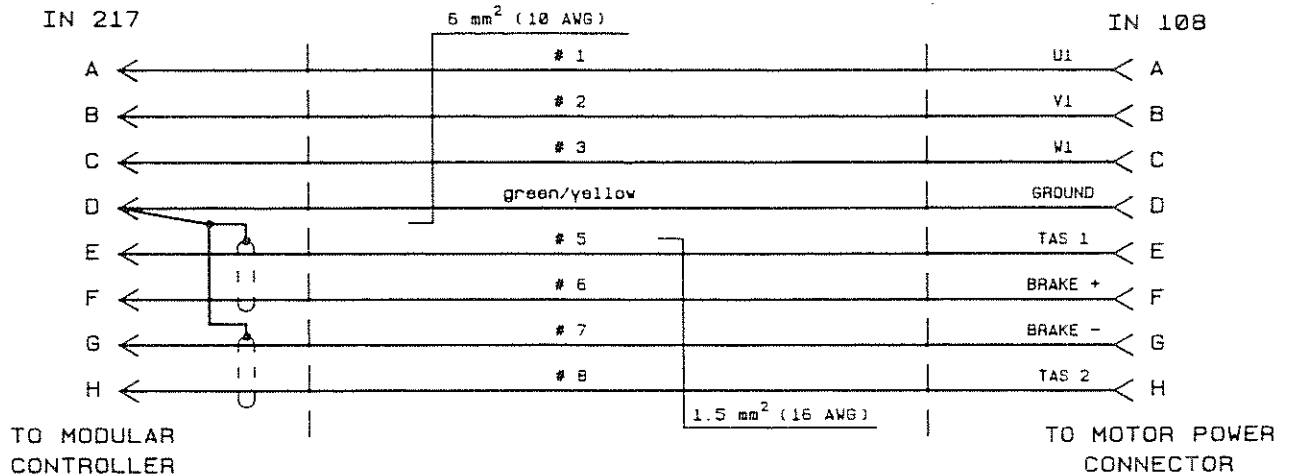 IN 217
6 mm² (10 AWG)
IN 108
A # 1 U1 A
B # 2 V1 B
C # 3 W1 C
D green/yellow GROUND D
E # 5 TAS 1 E
F # 6 BRAKE + F
G # 7 BRAKE - G
H # 8 TAS 2 H
1.5 mm² (16 AWG)
TO MODULAR
CONTROLLER
TO MOTOR POWER
CONNECTOR